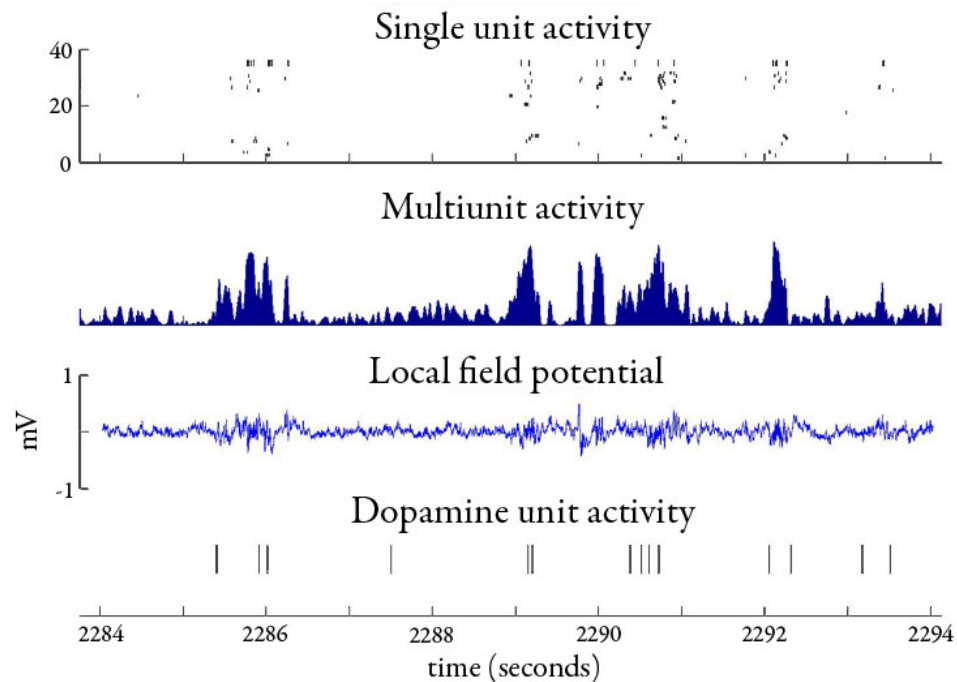 Single unit activity
40
20
0
Multiunit activity
Local field potential
1
mV
-1
Dopamine unit activity
2284 2286 2288 2290 2292 2294
time (seconds)